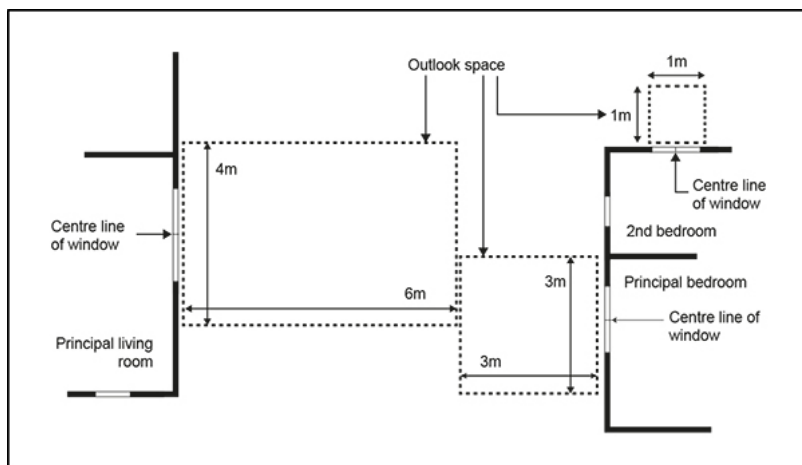 Outlook space
1m
1m
4m
Centre line
of window
Centre line
of window
2nd bedroom
3m
Principal bedroom
6m
Centre line of
window
Principal living
room
3m